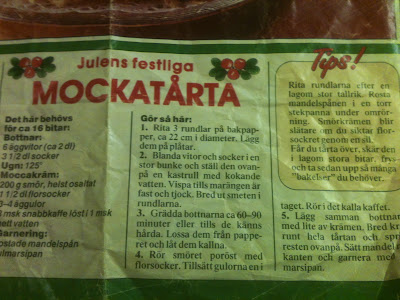 Julens festliga
MOCKATÅRTA
Det här behövs
för ca 16 bitar:
Bottnar:
6 äggvitor (ca 2 dl)
3 1/2 dl socker
Ugn: 125°
Moccakräm:
200 g smör, helst osaltat
1/2 dl florsocker
3–4 äggulor
msk snabbkaffe löst i 1 msk
hett vatten
Garnering:
rostade mandelspån
marsipan
Gör så här:
1. Rita 3 rundlar på bakpap-
per, ca 22 cm i diameter. Lägg
dem på plåtar.
2. Blanda vitor och socker i en
stor bunke och ställ den ovan-
på en kastrull med kokande
vatten. Vispa tills marängen är
fast och tjock. Bred ut smeten i
rundlarna.
3. Grädda bottnarna ca 60–90
minuter eller tills de känns
hårda. Lossa dem från pappe-
ret och låt dem kallna.
4. Rör smöret poröst med
florsocker. Tillsätt gulorna en i
Tips!
Rita rundlarna efter en
lagom stor tallrik. Rosta
mandelspånen i en torr
stekpanna under omrör-
ning. Smörkrämen blir
slätare om du siktar flor-
sockret genom en sil.
Får du tårta över, skär den
i lagom stora bitar, frys
och ta sedan upp så många
"bakelser" du behöver.
taget. Rör i det kalla kaffet.
5. Lägg samman bottnar
med lite av krämen. Bred
runt hela tårtan och
resten ovanpå. Sätt mandel
kanten och garnera med
marsipan.